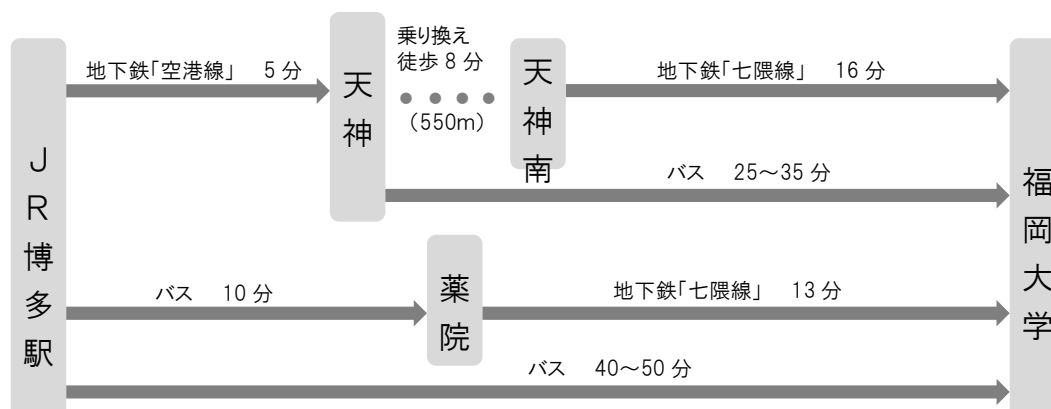 JR博多駅
地下鉄「空港線」 5分
天神
乗り換え
徒歩8分
(550m)
天神南
地下鉄「七隈線」 16分
バス 25～35分
バス 10分
薬院
地下鉄「七隈線」 13分
バス 40～50分
福岡大学